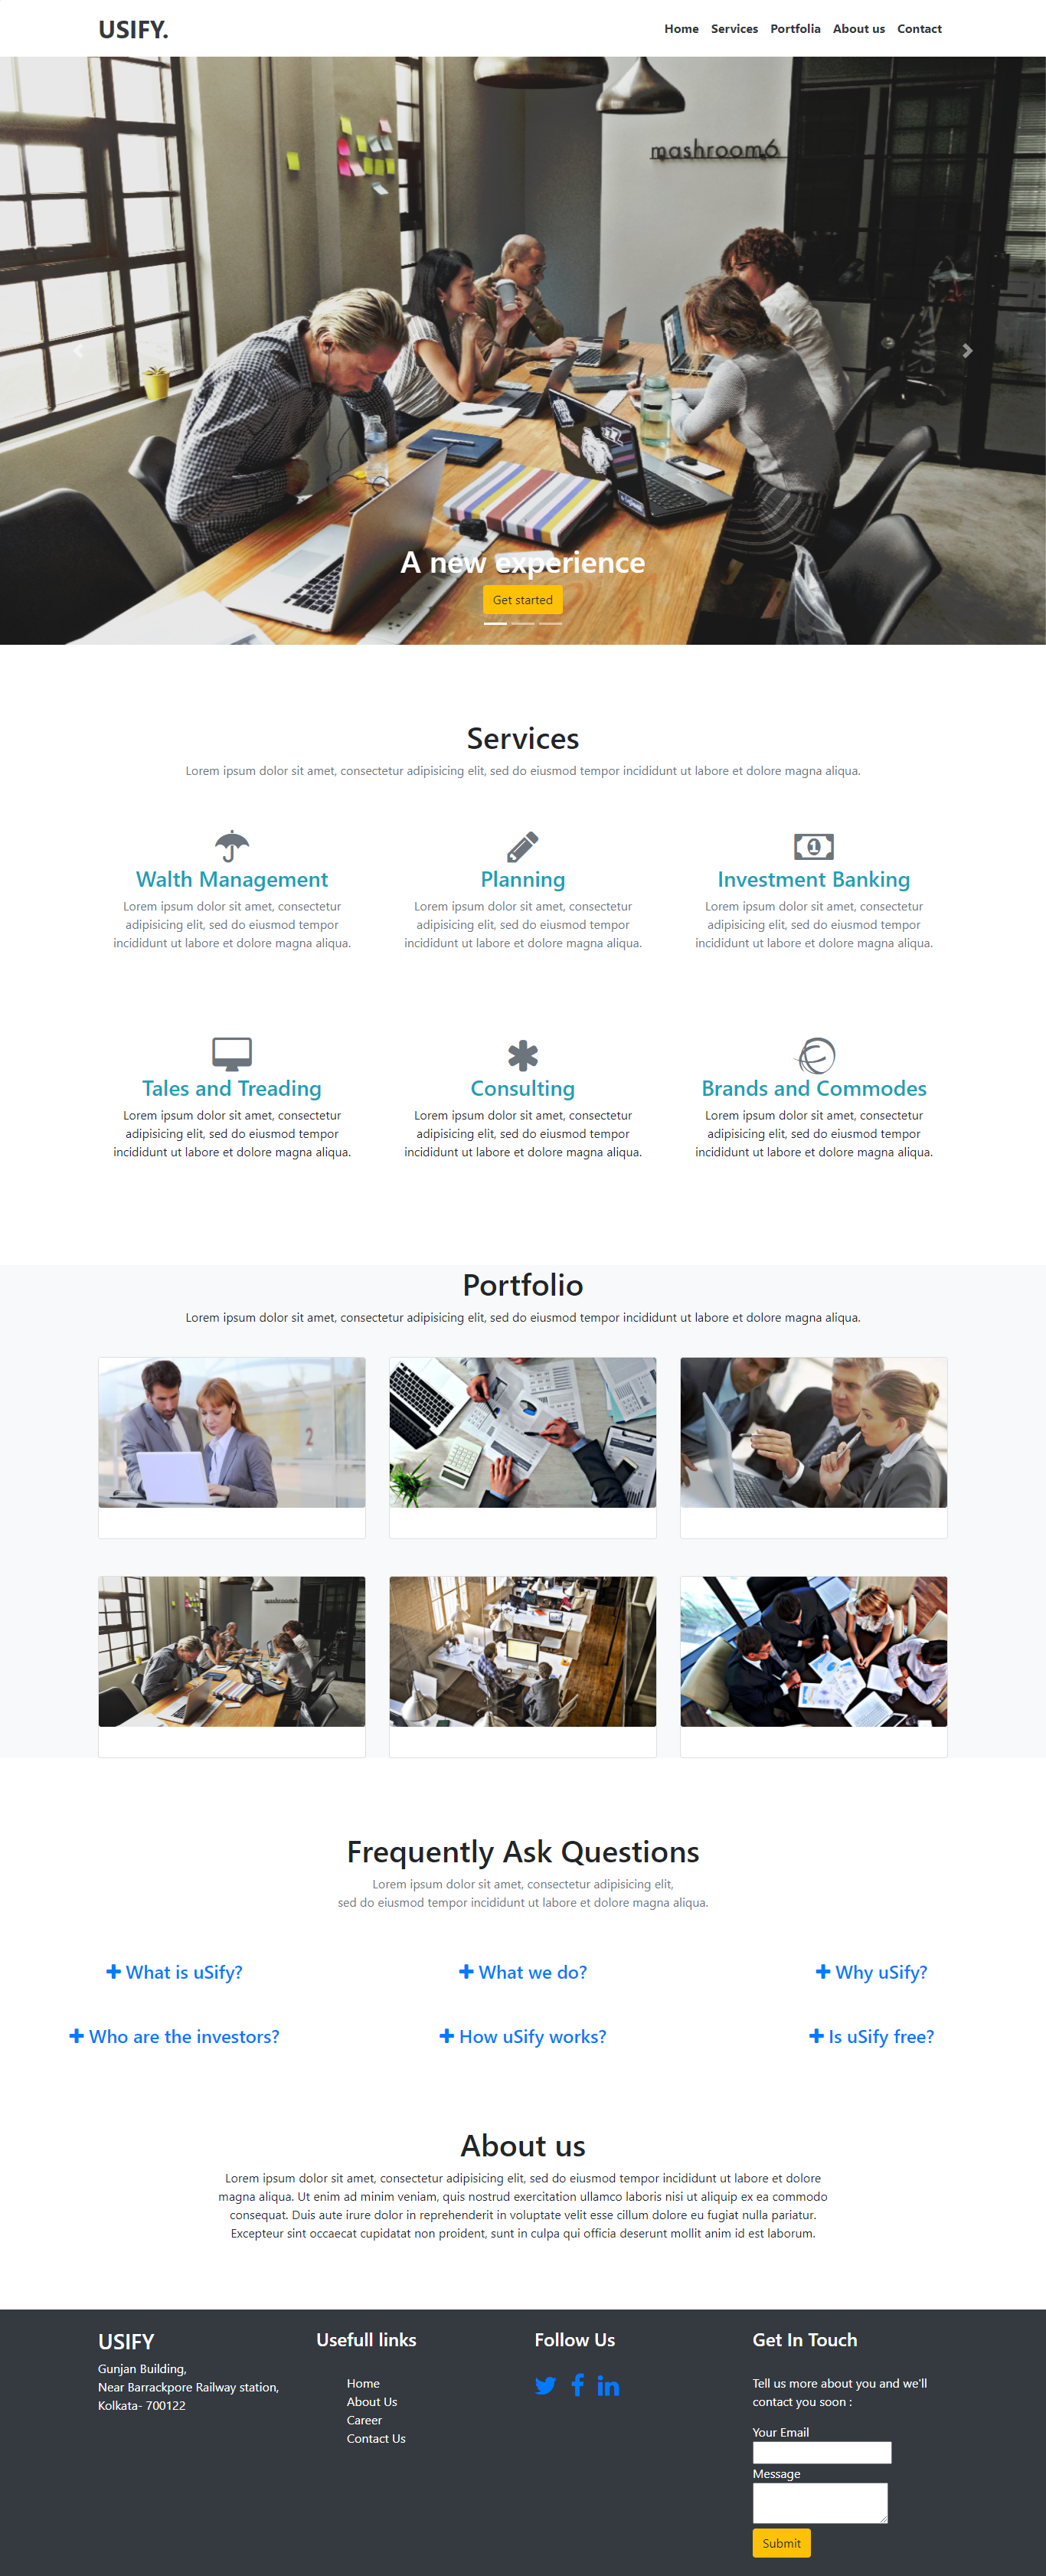 USIFY.
Home Services Portfolia About us Contact
mashroom6
A new experience
Get started
Services
Lorem ipsum dolor sit amet, consectetur adipisicing elit, sed do eiusmod tempor incididunt ut labore et dolore magna aliqua.
Walth Management
Lorem ipsum dolor sit amet, consectetur
adipisicing elit, sed do eiusmod tempor
incididunt ut labore et dolore magna aliqua.
Planning
Lorem ipsum dolor sit amet, consectetur
adipisicing elit, sed do eiusmod tempor
incididunt ut labore et dolore magna aliqua.
1
Investment Banking
Lorem ipsum dolor sit amet, consectetur
adipisicing elit, sed do eiusmod tempor
incididunt ut labore et dolore magna aliqua.
Tales and Treading
Lorem ipsum dolor sit amet, consectetur
adipisicing elit, sed do eiusmod tempor
incididunt ut labore et dolore magna aliqua.
Consulting
Lorem ipsum dolor sit amet, consectetur
adipisicing elit, sed do eiusmod tempor
incididunt ut labore et dolore magna aliqua.
Brands and Commodes
Lorem ipsum dolor sit amet, consectetur
adipisicing elit, sed do eiusmod tempor
incididunt ut labore et dolore magna aliqua.
Portfolio
Lorem ipsum dolor sit amet, consectetur adipisicing elit, sed do eiusmod tempor incididunt ut labore et dolore magna aliqua.
2
mashroom6
Frequently Ask Questions
Lorem ipsum dolor sit amet, consectetur adipisicing elit,
sed do eiusmod tempor incididunt ut labore et dolore magna aliqua.
What is uSify?
What we do?
Why uSify?
Who are the investors?
How uSify works?
Is uSify free?
About us
Lorem ipsum dolor sit amet, consectetur adipisicing elit, sed do eiusmod tempor incididunt ut labore et dolore
magna aliqua. Ut enim ad minim veniam, quis nostrud exercitation ullamco laboris nisi ut aliquip ex ea commodo
consequat. Duis aute irure dolor in reprehenderit in voluptate velit esse cillum dolore eu fugiat nulla pariatur.
Excepteur sint occaecat cupidatat non proident, sunt in culpa qui officia deserunt mollit anim id est laborum.
USIFY
Gunjan Building,
Near Barrackpore Railway station,
Kolkata- 700122
Usefull links
Home
About Us
Career
Contact Us
Follow Us
Get In Touch
Tell us more about you and we'll
contact you soon :
Your Email
Message
Submit